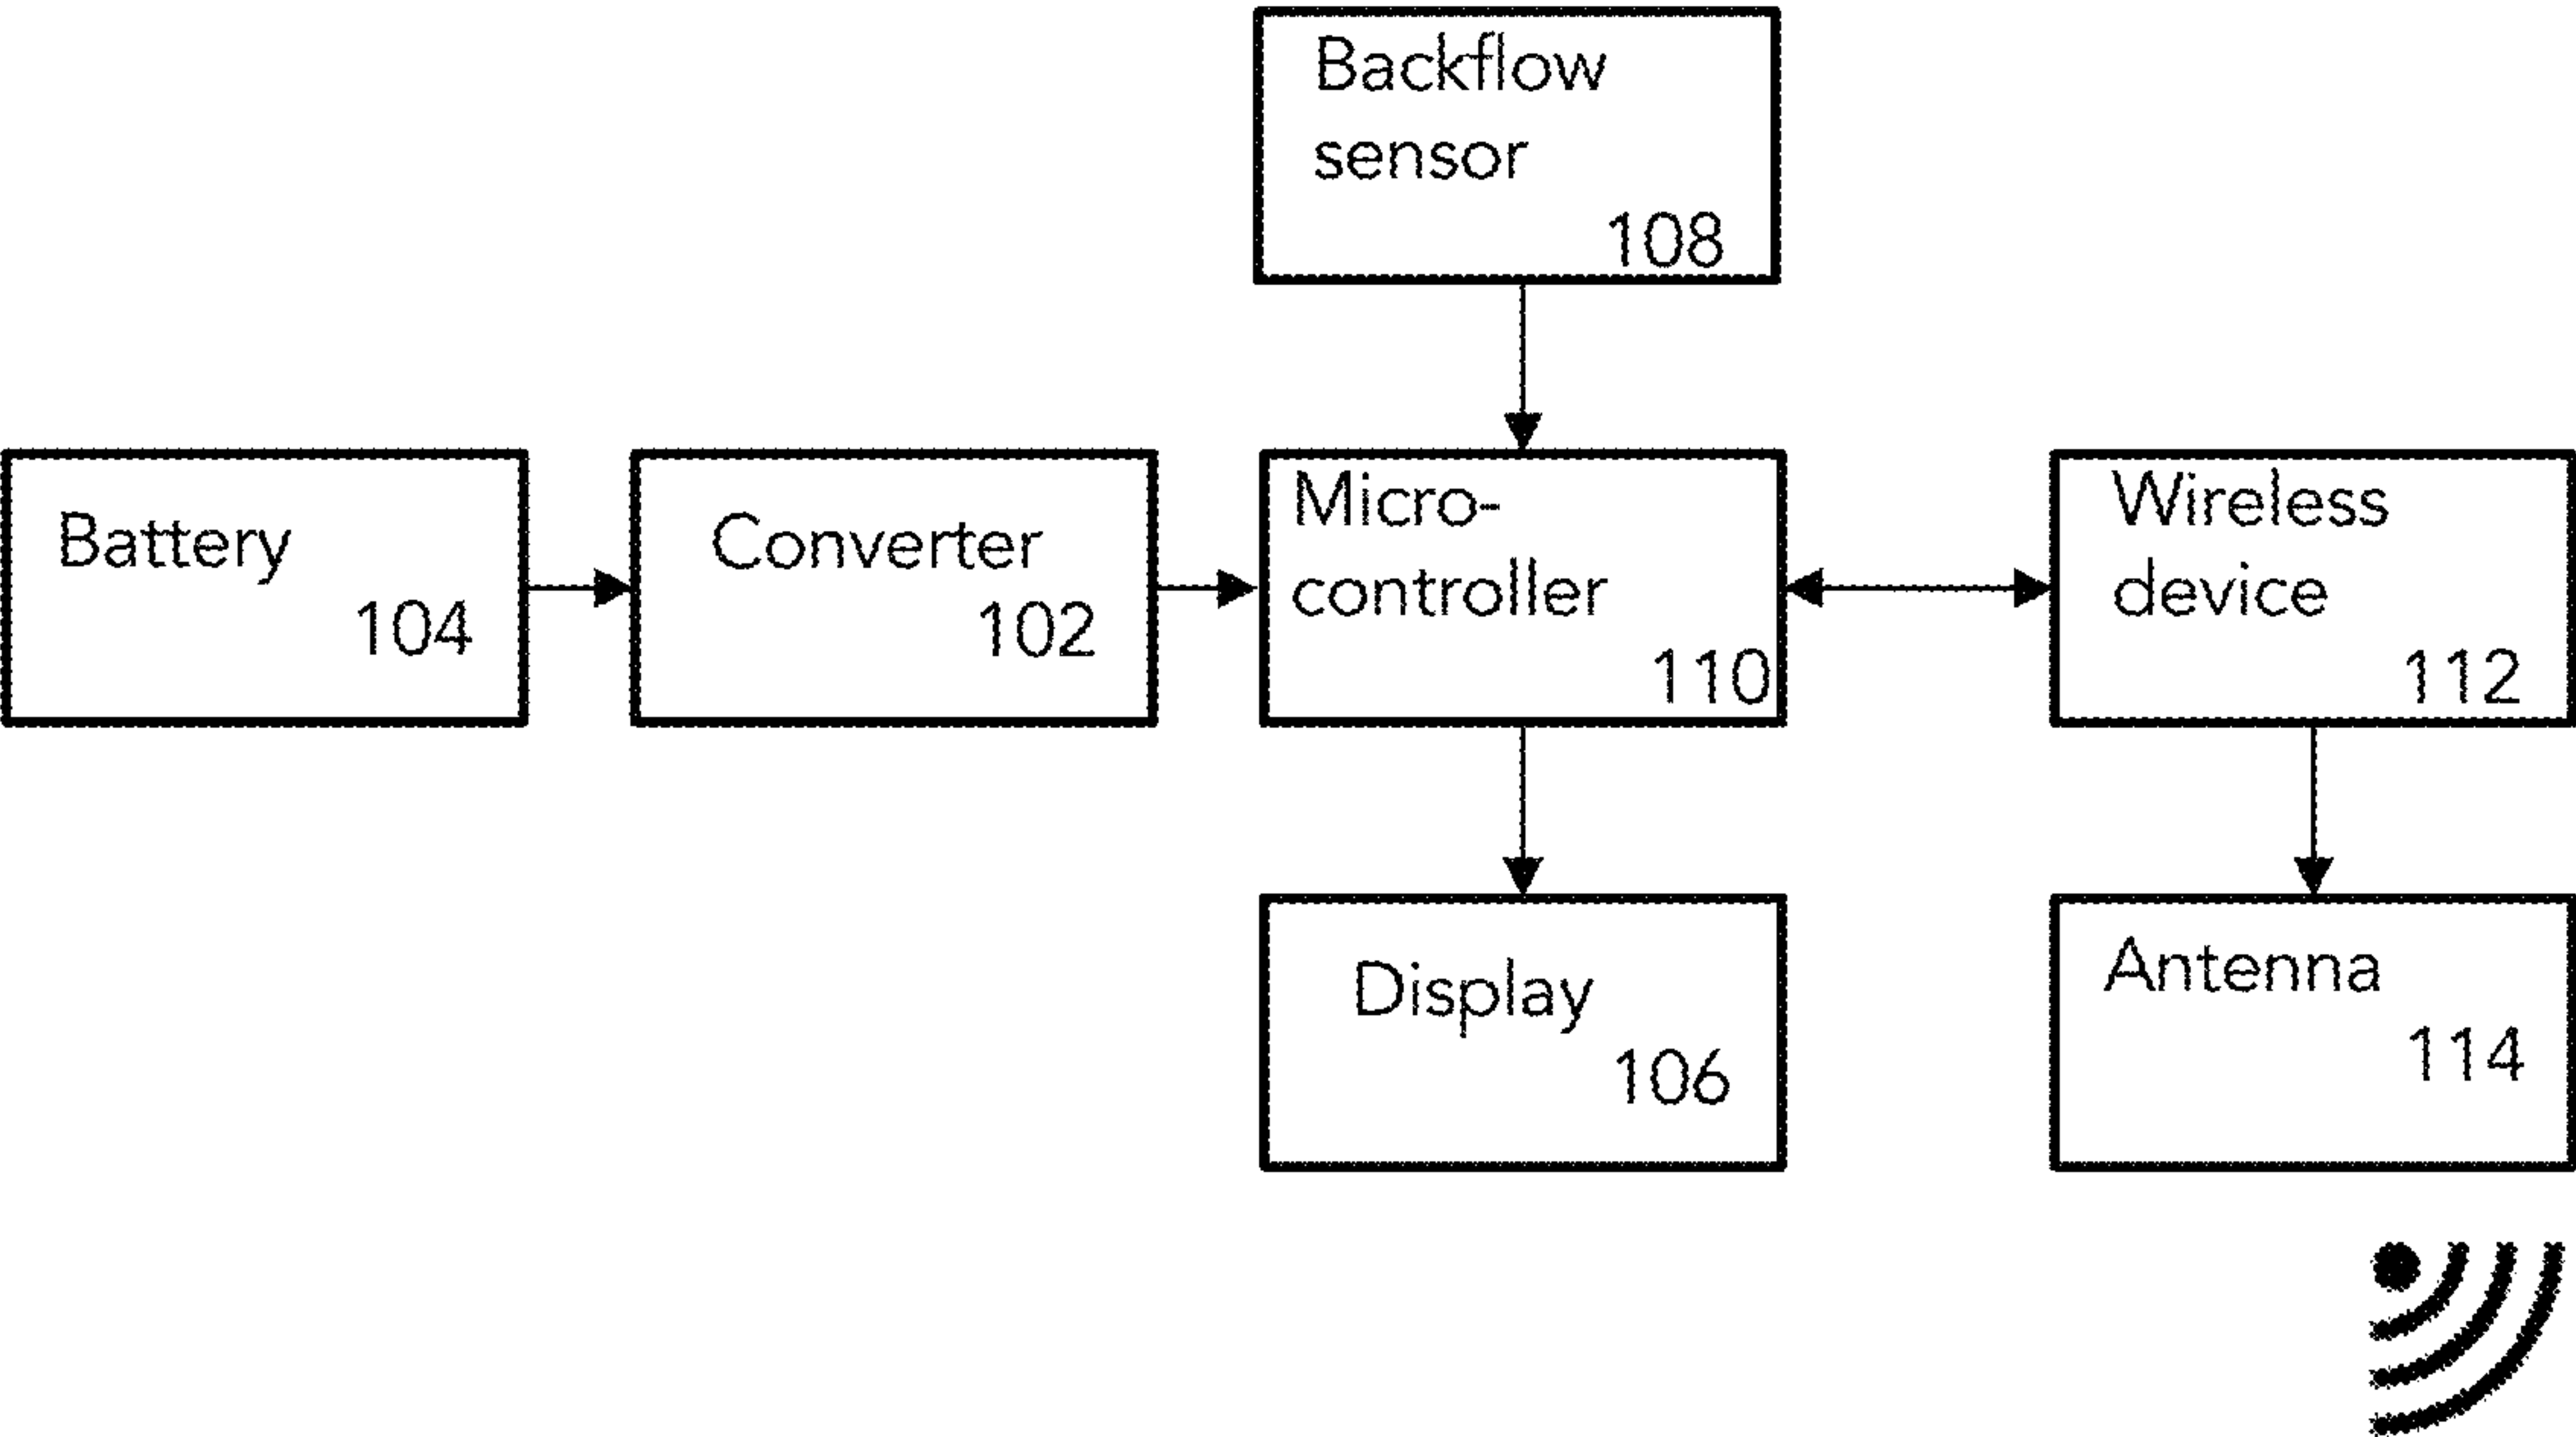 Backflow
sensor
108
Battery
104
Converter
102
Micro-
controller
110
Wireless
device
112
Display
106
Antenna
114